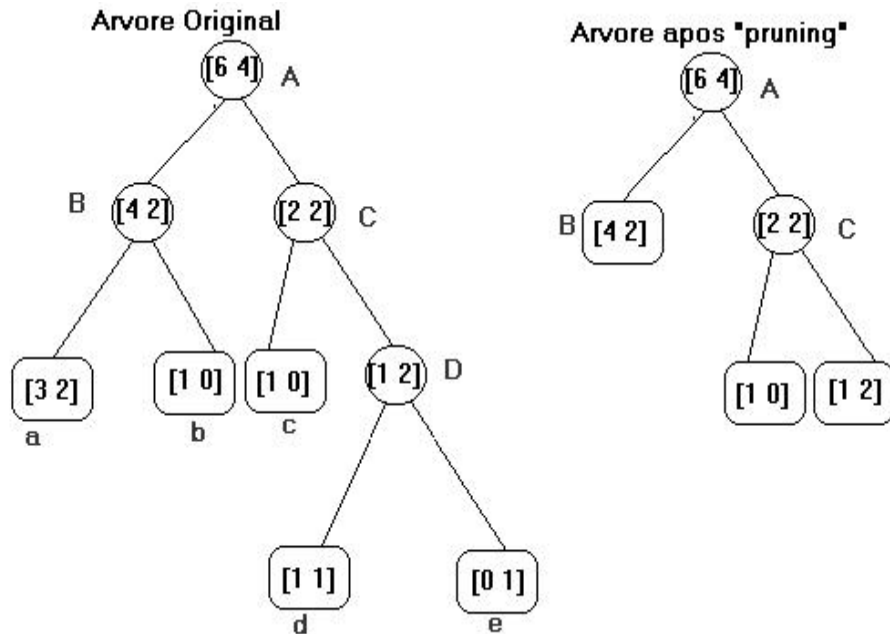 Arvore Original
[6 4] A
B [4 2] [2 2] C
[3 2] [1 0] [1 0] [1 2] D
a b c
[1 1] [0 1]
d e
Arvore apos "pruning"
[6 4] A
B [4 2] [2 2] C
[1 0] [1 2]